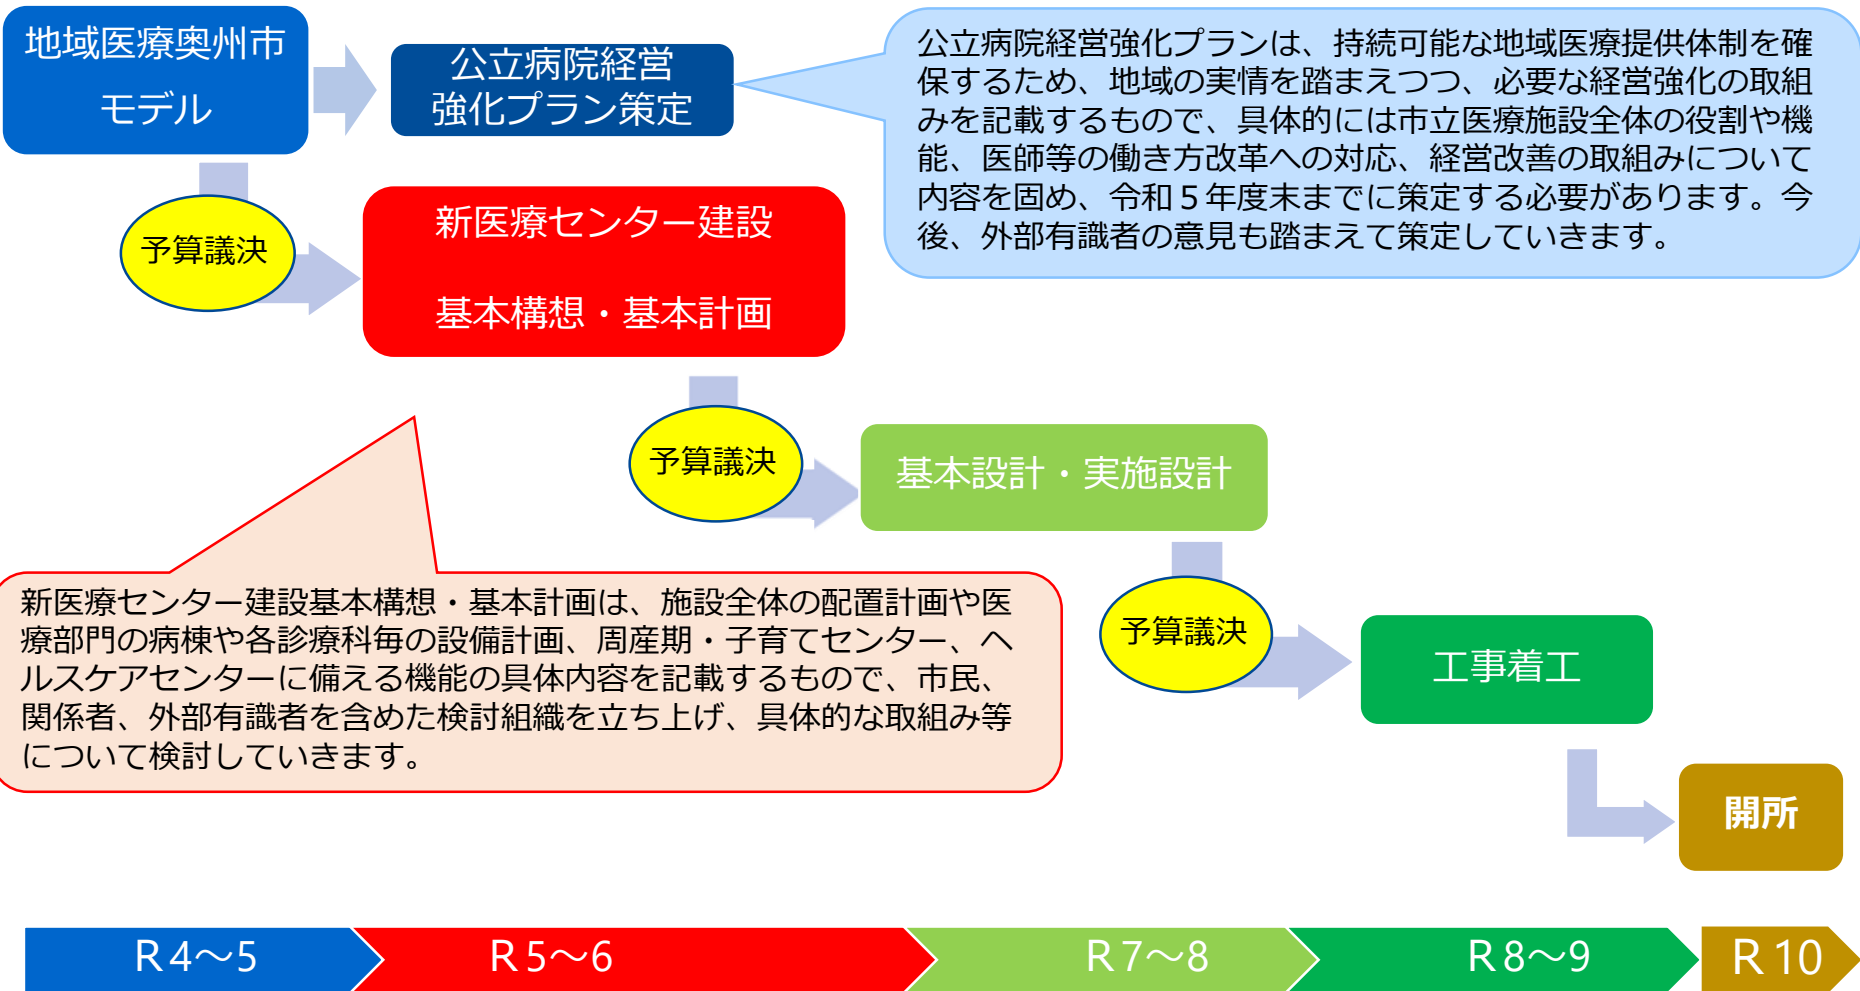 地域医療奥州市
モデル
公立病院経営
強化プラン策定
公立病院経営強化プランは、持続可能な地域医療提供体制を確
保するため、地域の実情を踏まえつつ、必要な経営強化の取組
みを記載するもので、具体的には市立医療施設全体の役割や機
能、医師等の働き方改革への対応、経営改善の取組みについて
内容を固め、令和５年度末までに策定する必要があります。今
後、外部有識者の意見も踏まえて策定していきます。
予算議決
新医療センター建設
基本構想・基本計画
予算議決
基本設計・実施設計
新医療センター建設基本構想・基本計画は、施設全体の配置計画や医
療部門の病棟や各診療科毎の設備計画、周産期・子育てセンター、ヘ
ルスケアセンターに備える機能の具体内容を記載するもので、市民、
関係者、外部有識者を含めた検討組織を立ち上げ、具体的な取組み等
について検討していきます。
予算議決
工事着工
開所
Ｒ4～5
Ｒ5～6
Ｒ7～8
Ｒ8～9
Ｒ10